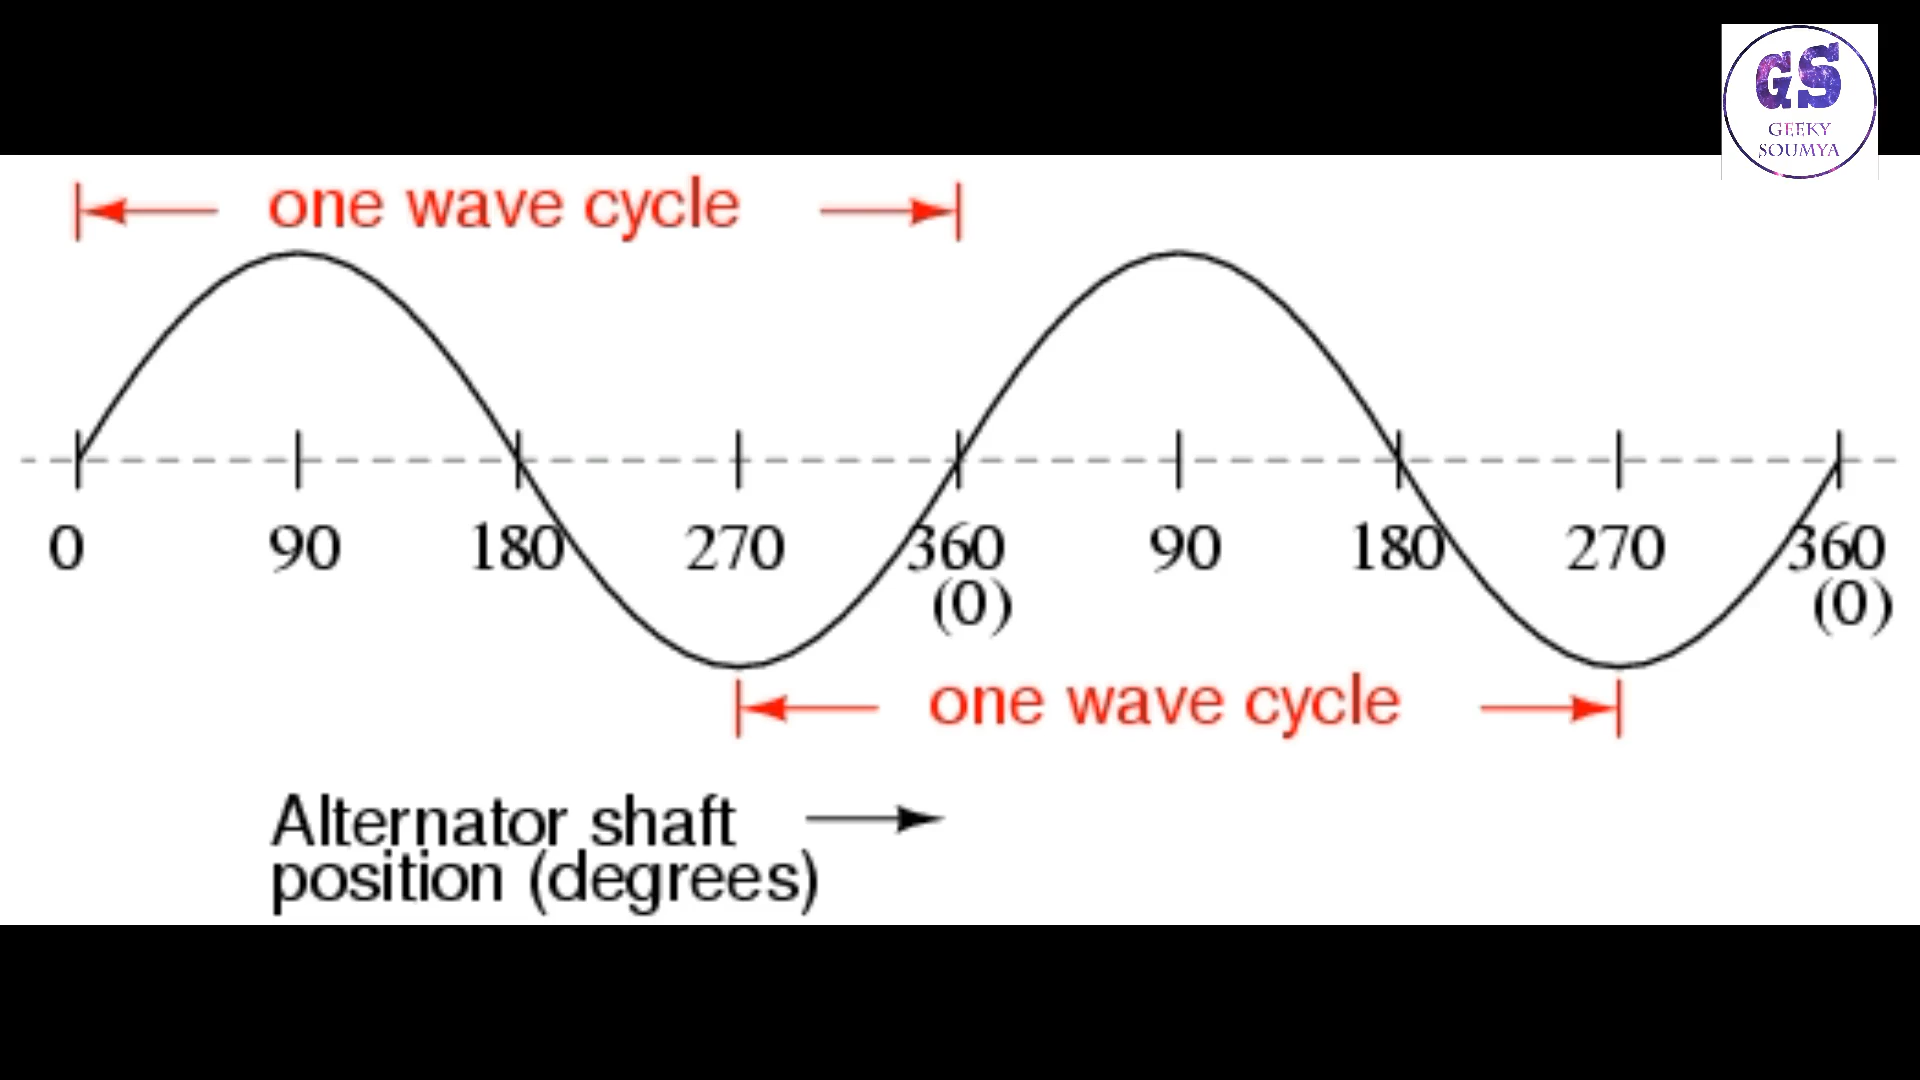 GS
GEEKY
SOUMYA
one wave cycle
0 90 180 270 360 90 180 270 360
(0) (0)
one wave cycle
Alternator shaft
position (degrees)